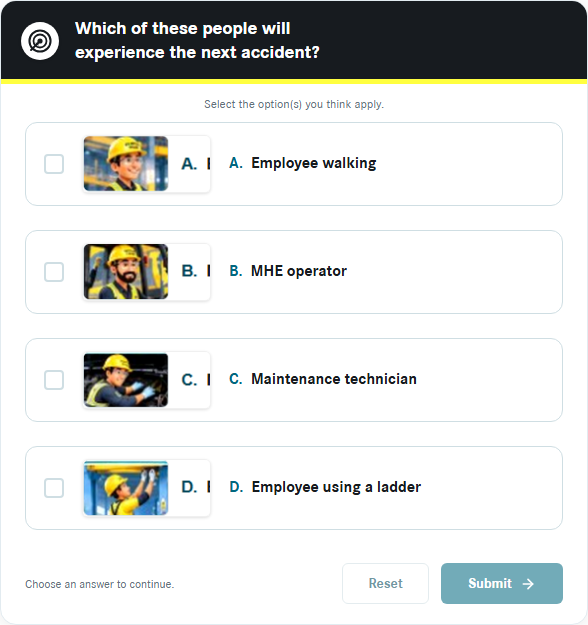 Which of these people will
experience the next accident?
Select the option(s) you think apply.
A. A. Employee walking
B. B. MHE operator
C. C. Maintenance technician
D. D. Employee using a ladder
Choose an answer to continue.
Reset
Submit →